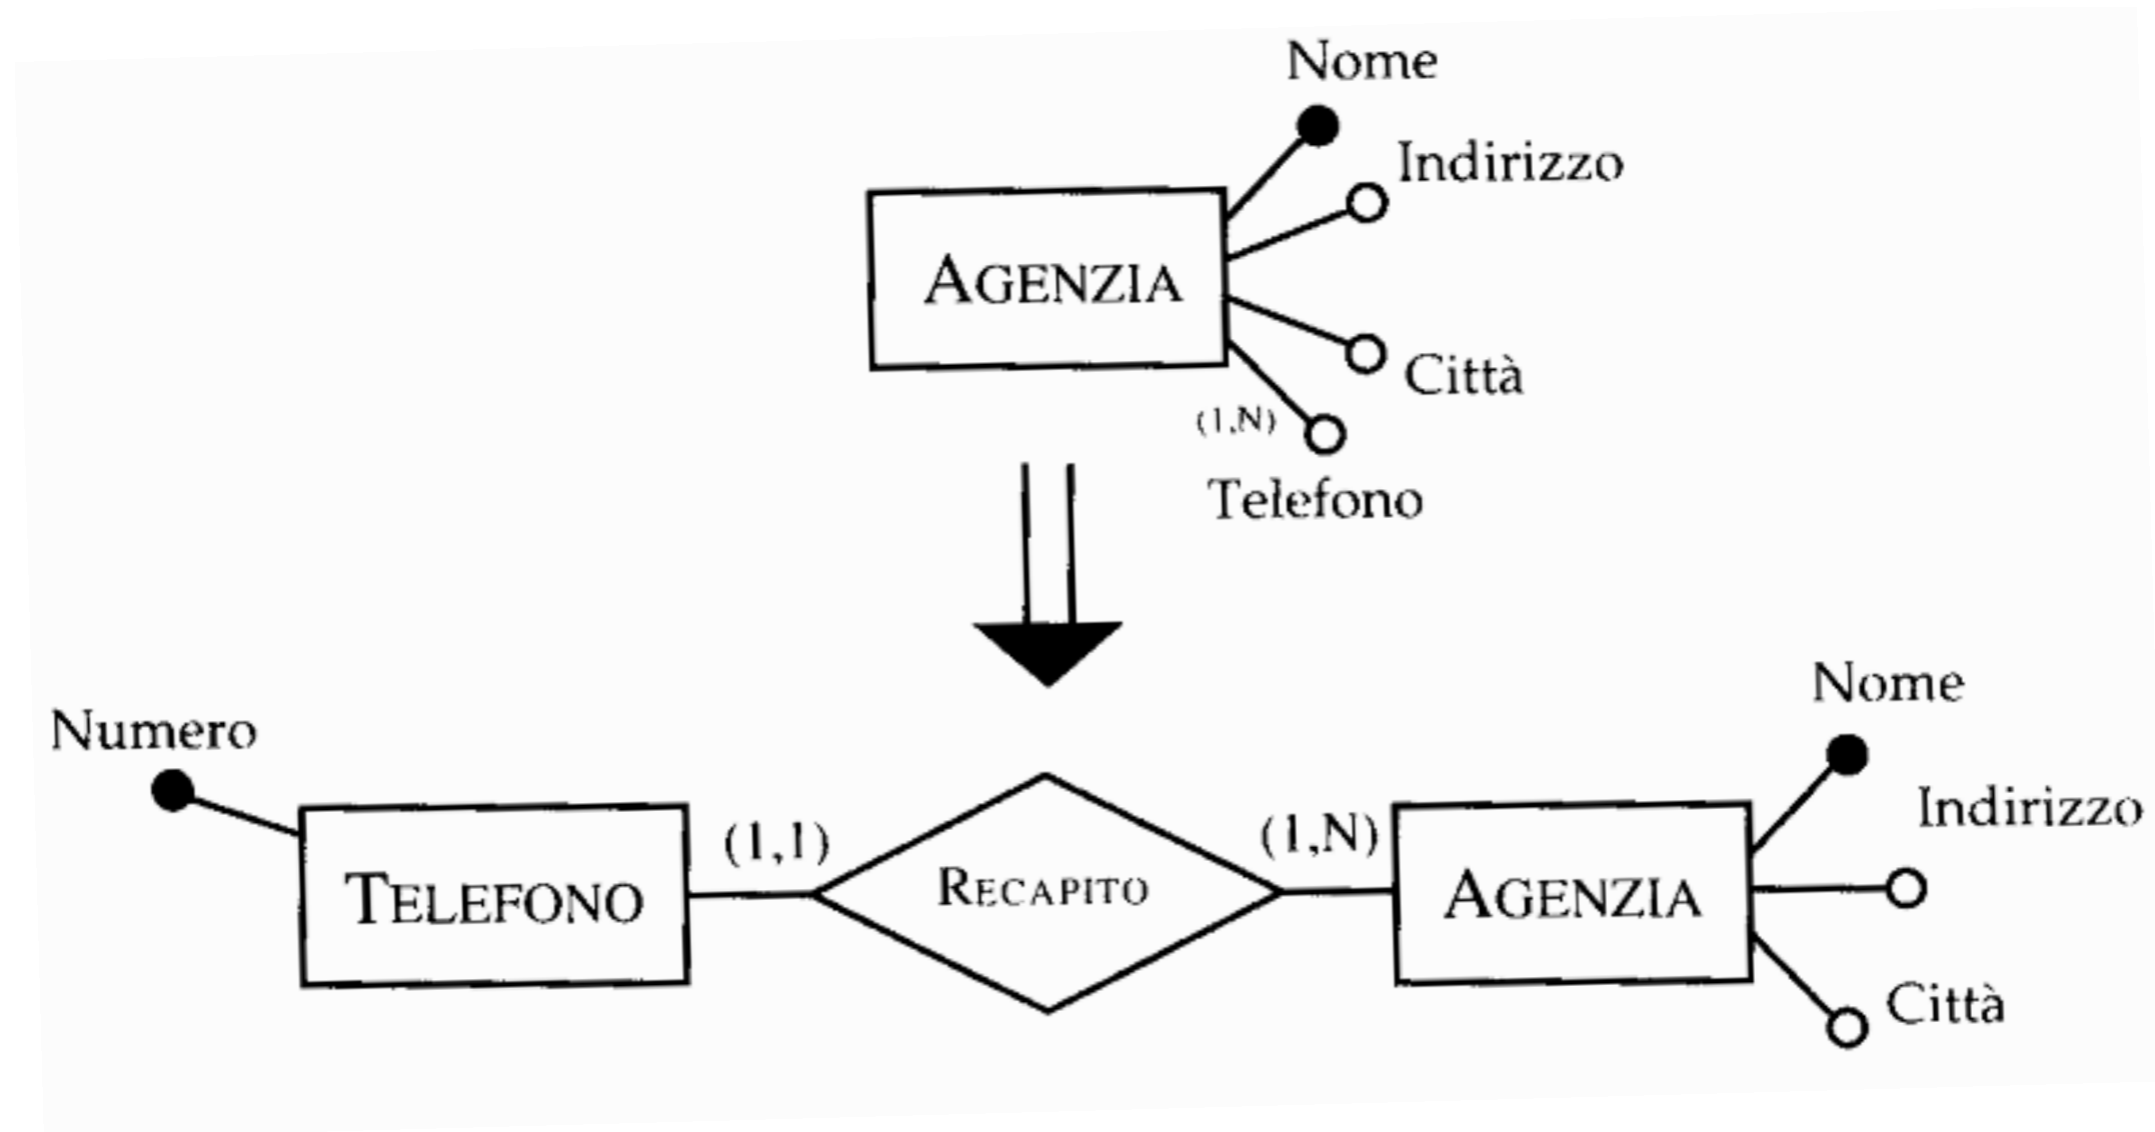 Nome
Indirizzo
AGENZIA
Città
(1,N)
Telefono
Nome
Numero
Indirizzo
(1,1)
(1,N)
RECAPITO
TELEFONO
AGENZIA
Città